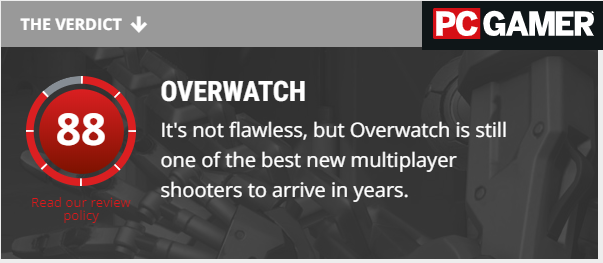 THE VERDICT
PC GAMER
88
Read our review
policy
OVERWATCH
It's not flawless, but Overwatch is still
one of the best new multiplayer
shooters to arrive in years.